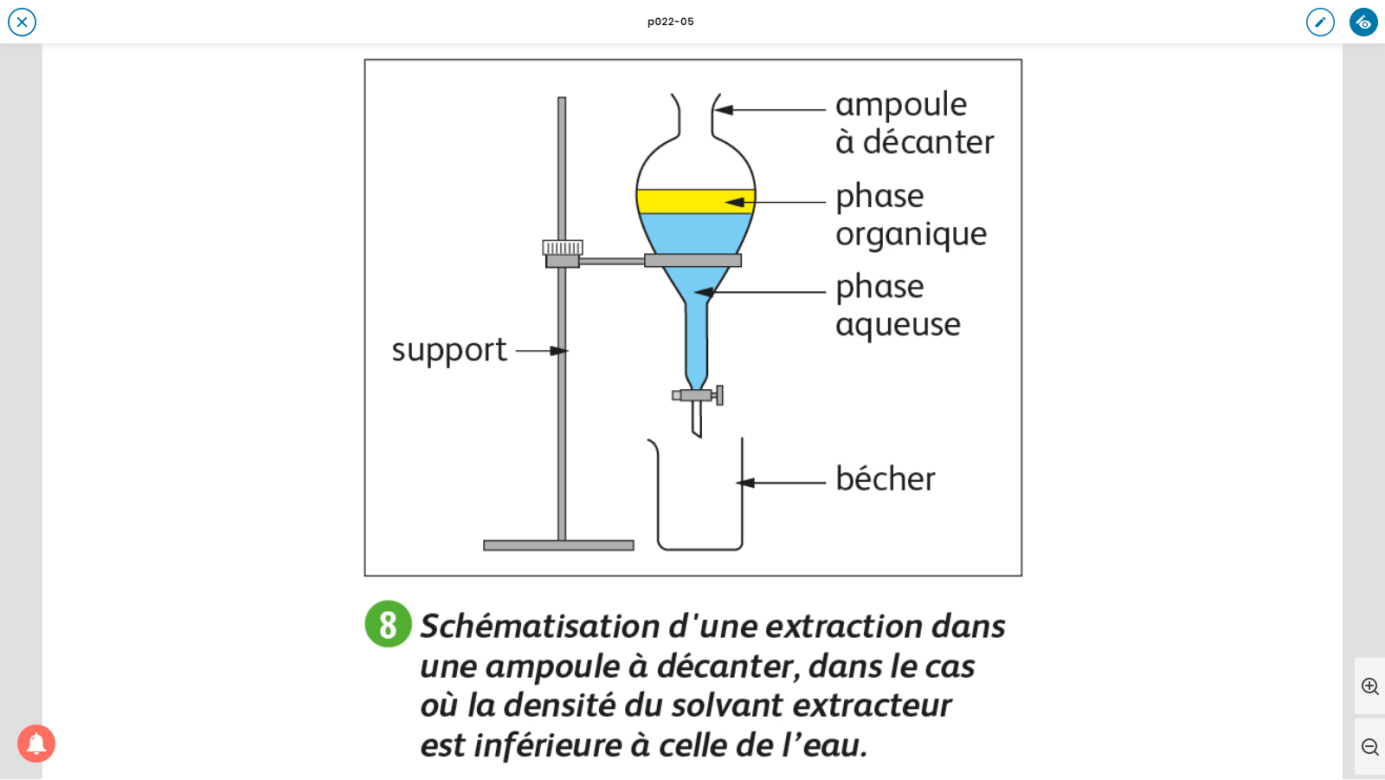 p022-05
ampoule
à décanter
phase
organique
phase
aqueuse
support
bécher
8 Schématisation d'une extraction dans
une ampoule à décanter, dans le cas
où la densité du solvant extracteur
est inférieure à celle de l’eau.